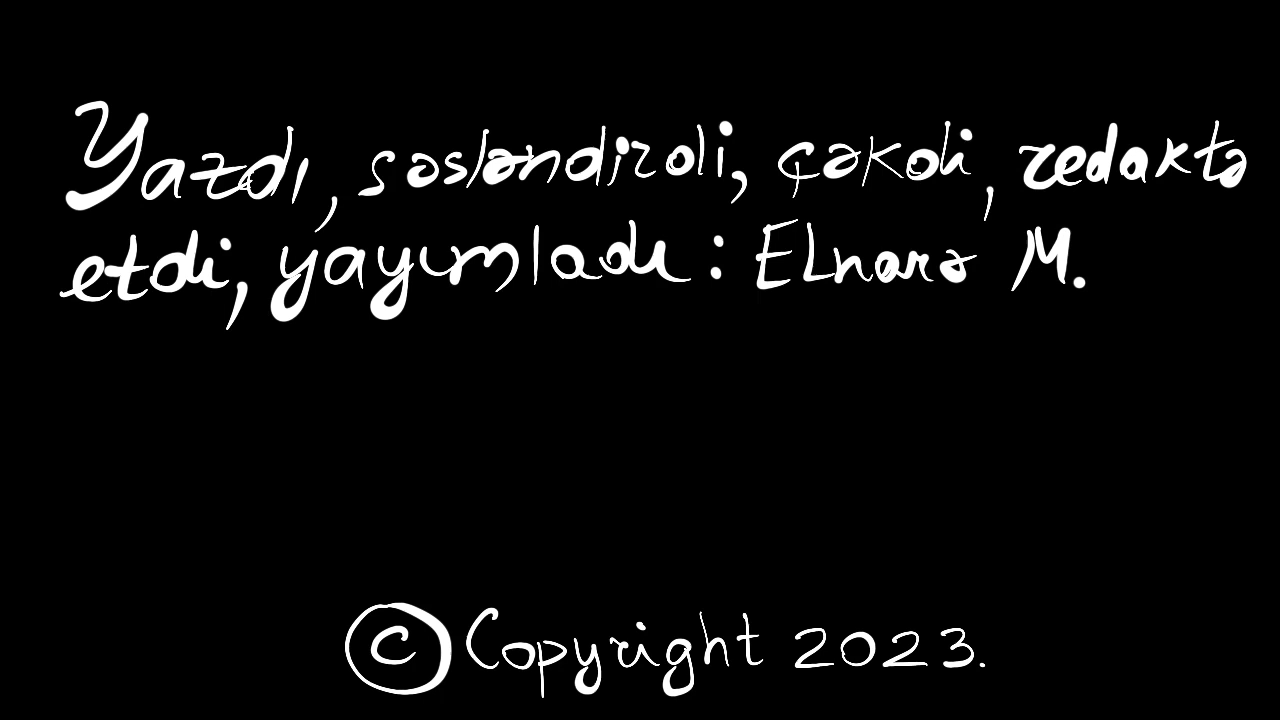 Yazdı, səsləndirdi, çəkdi, redaktə
etdi, yayımladı: Elnarə M.
© Copyright 2023.